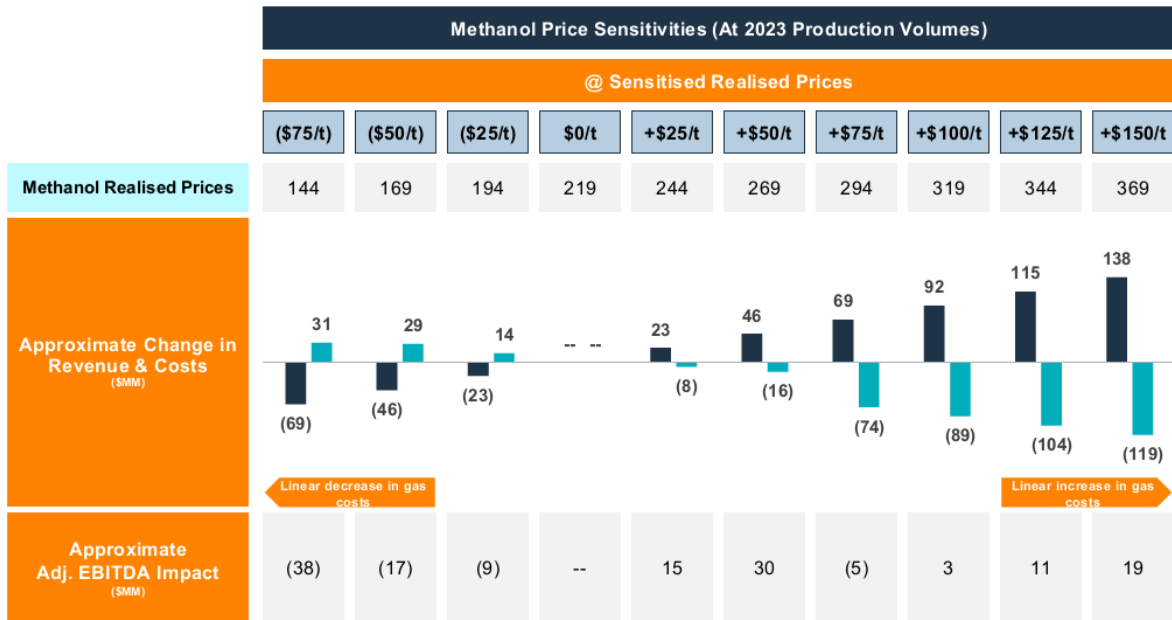 Methanol Price Sensitivities (At 2023 Production Volumes)
@ Sensitised Realised Prices
($75/t) ($50/t) ($25/t) $0/t +$25/t +$50/t +$75/t +$100/t +$125/t +$150/t
Methanol Realised Prices 144 169 194 219 244 269 294 319 344 369
Approximate Change in
Revenue & Costs
($MM)
31 29 14 -- -- 23 46 69 92 115 138
(69) (46) (23) (8) (16) (74) (89) (104) (119)
Linear decrease in gas
costs
Linear increase in gas
costs
Approximate
Adj. EBITDA Impact
($MM)
(38) (17) (9) -- 15 30 (5) 3 11 19